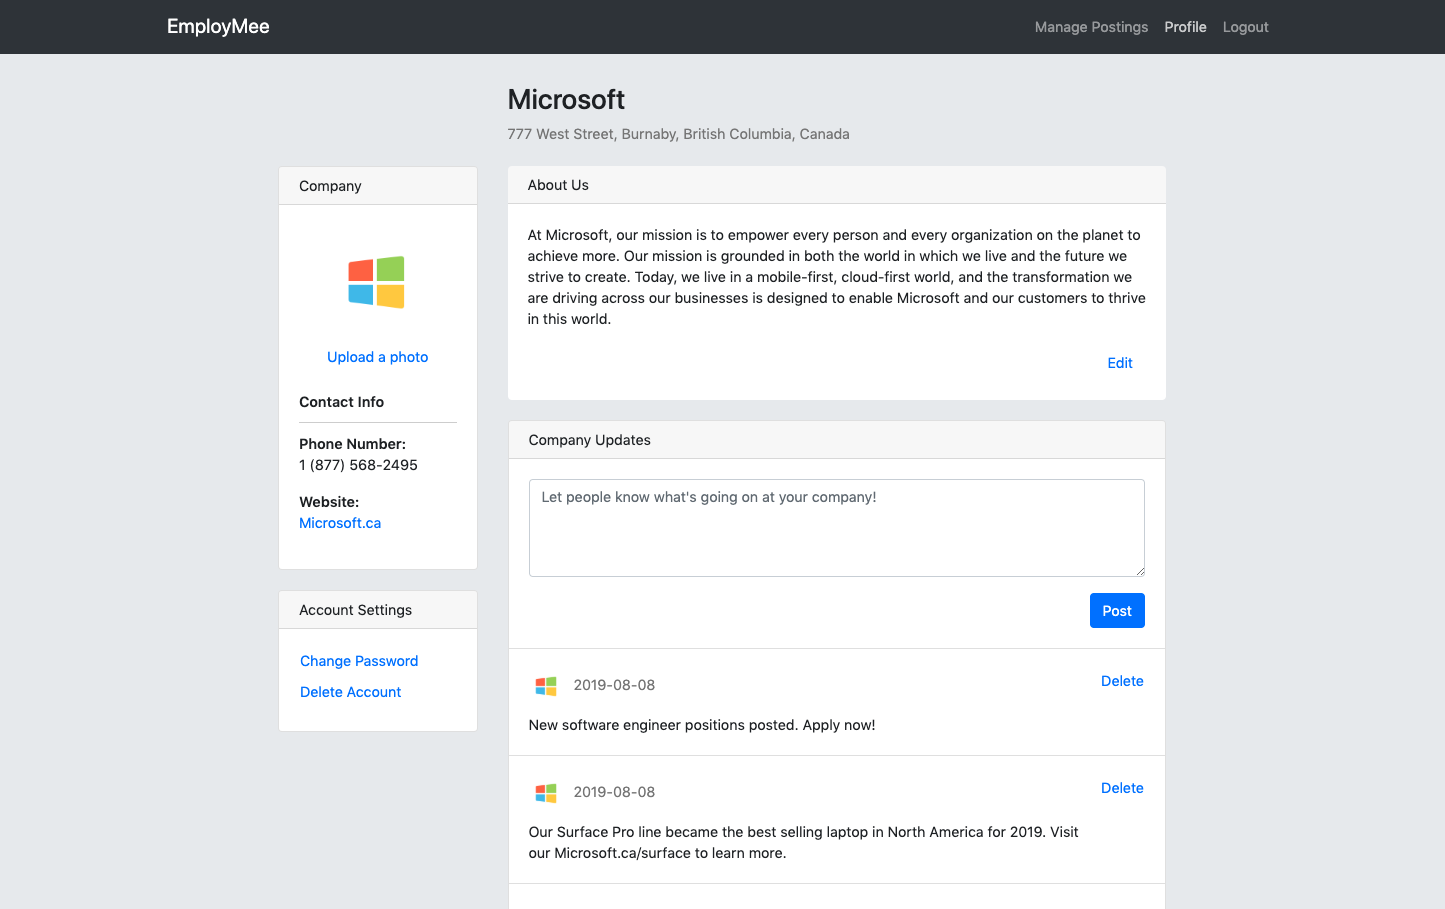 EmployMee
Manage Postings
Profile
Logout
Microsoft
777 West Street, Burnaby, British Columbia, Canada
Company
Upload a photo
Contact Info
Phone Number:
1 (877) 568-2495
Website:
Microsoft.ca
Account Settings
Change Password
Delete Account
About Us
At Microsoft, our mission is to empower every person and every organization on the planet to
achieve more. Our mission is grounded in both the world in which we live and the future we
strive to create. Today, we live in a mobile-first, cloud-first world, and the transformation we
are driving across our businesses is designed to enable Microsoft and our customers to thrive
in this world.
Edit
Company Updates
Let people know what's going on at your company!
Post
2019-08-08
Delete
New software engineer positions posted. Apply now!
2019-08-08
Delete
Our Surface Pro line became the best selling laptop in North America for 2019. Visit
our Microsoft.ca/surface to learn more.